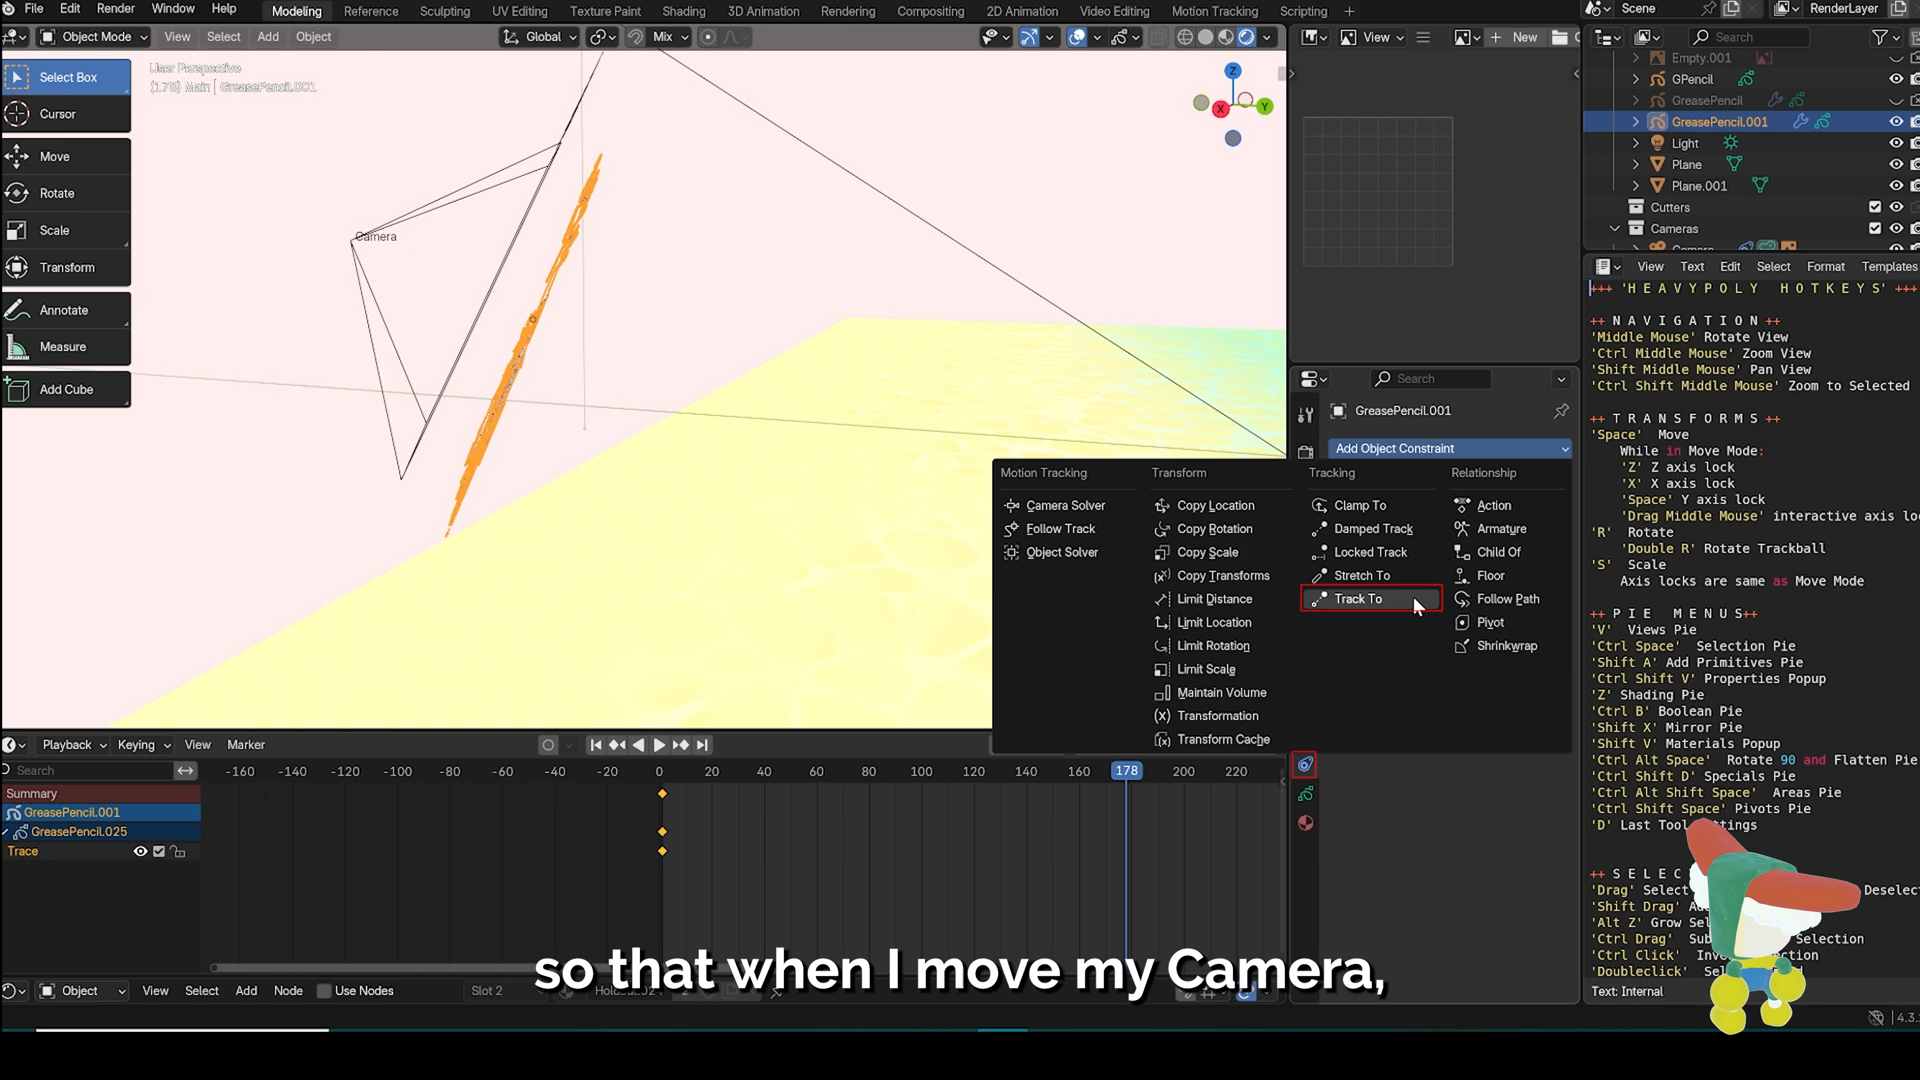 File Edit Render Window Help Modeling Reference Sculpting UV Editing Texture Paint Shading 3D Animation Rendering Compositing 2D Animation Video Editing Motion Tracking Scripting + Scene RenderLayer
Object Mode View Select Add Object Global Mix View New
Select Box
Cursor
Move
Rotate
Scale
Transform
Annotate
Measure
Add Cube
User Perspective
(178) Main | GreasePencil.001
Camera
Z
X
Y
Search
Empty.001
GPencil
GreasePencil
GreasePencil.001
Light
Plane
Plane.001
Cutters
Cameras
Search
GreasePencil.001
Add Object Constraint
Motion Tracking
Camera Solver
Follow Track
Object Solver
Transform
Copy Location
Copy Rotation
Copy Scale
Copy Transforms
Limit Distance
Limit Location
Limit Rotation
Limit Scale
Maintain Volume
Transformation
Transform Cache
Tracking
Clamp To
Damped Track
Locked Track
Stretch To
Track To
Relationship
Action
Armature
Child Of
Floor
Follow Path
Pivot
Shrinkwrap
View Text Edit Select Format Templates
+++ 'H E A V Y P O L Y H O T K E Y S' +++
++ N A V I G A T I O N ++
'Middle Mouse' Rotate View
'Ctrl Middle Mouse' Zoom View
'Shift Middle Mouse' Pan View
'Ctrl Shift Middle Mouse' Zoom to Selected
++ T R A N S F O R M S ++
'Space' Move
While in Move Mode:
'Z' Z axis lock
'X' X axis lock
'Space' Y axis lock
'Drag Middle Mouse' interactive axis
'R' Rotate
'Double R' Rotate Trackball
'S' Scale
Axis locks are same as Move Mode
++ P I E M E N U S++
'V' Views Pie
'Ctrl Space' Selection Pie
'Shift A' Add Primitives Pie
'Ctrl Shift V' Properties Popup
'Z' Shading Pie
'Ctrl B' Boolean Pie
'Shift X' Mirror Pie
'Shift V' Materials Popup
'Ctrl Alt Space' Rotate 90 and Flatten Pie
'Ctrl Shift D' Specials Pie
'Ctrl Alt Shift Space' Areas Pie
'Ctrl Shift Space' Pivots Pie
'D' Last Tool
++ S E L E C
'Drag' Select Deselect
'Shift Drag'
'Alt Z' Grow
'Ctrl Drag' Selection
'Ctrl Click'
'Doubleclick'
Text: Internal
4.3.
Playback Keying View Marker
Search
-160 -140 -120 -100 -80 -60 -40 -20 0 20 40 60 80 100 120 140 160 178 200 220
Summary
GreasePencil.001
GreasePencil.025
Trace
Object View Select Add Node Use Nodes Slot 2
so that when I move my Camera,